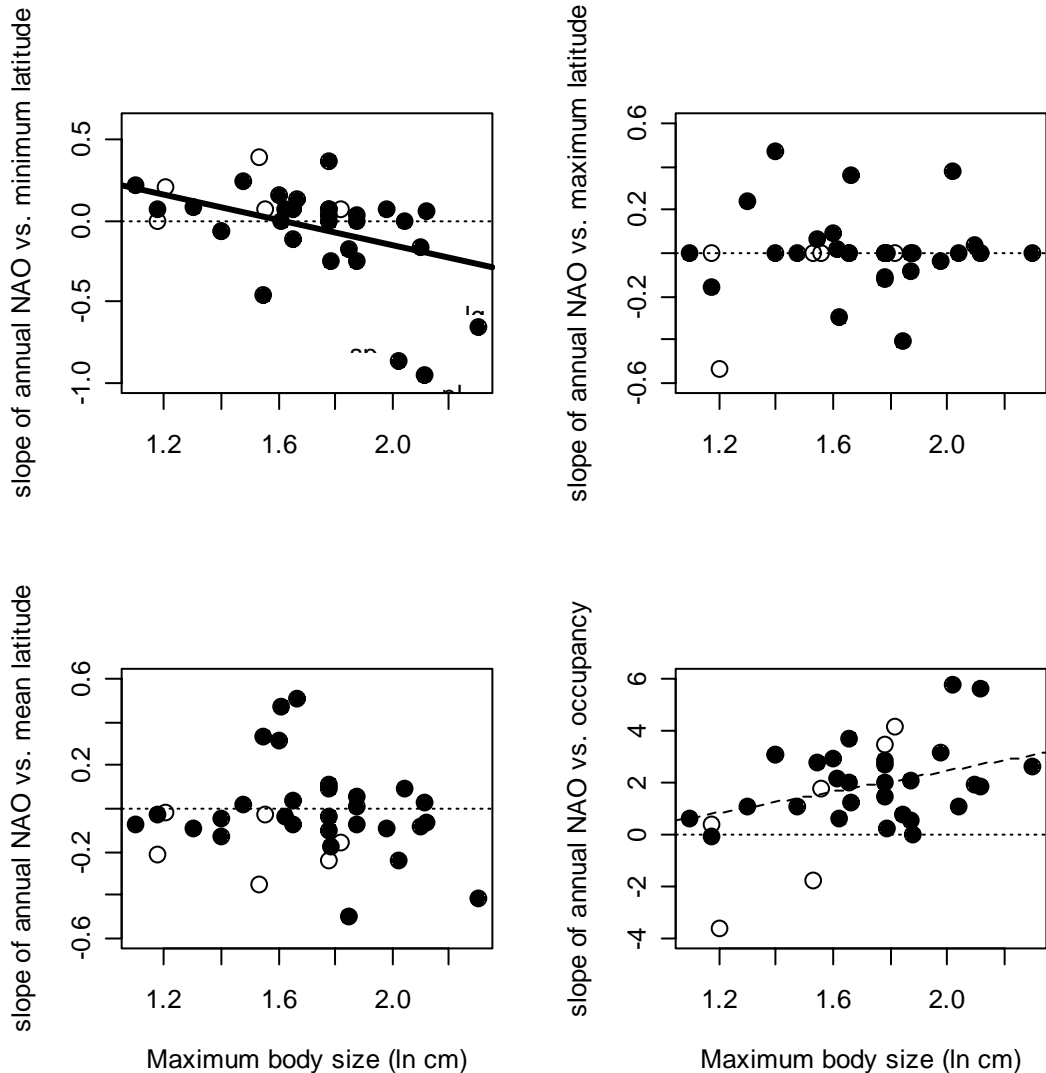 slope of annual NAO vs. minimum latitude
0.5
0.0
-0.5
-1.0
1.2 1.6 2.0
slope of annual NAO vs. maximum latitude
0.6
0.2
-0.2
-0.6
1.2 1.6 2.0
slope of annual NAO vs. mean latitude
0.6
0.2
-0.2
-0.6
1.2 1.6 2.0
Maximum body size (ln cm)
slope of annual NAO vs. occupancy
6
4
2
0
-2
-4
1.2 1.6 2.0
Maximum body size (ln cm)